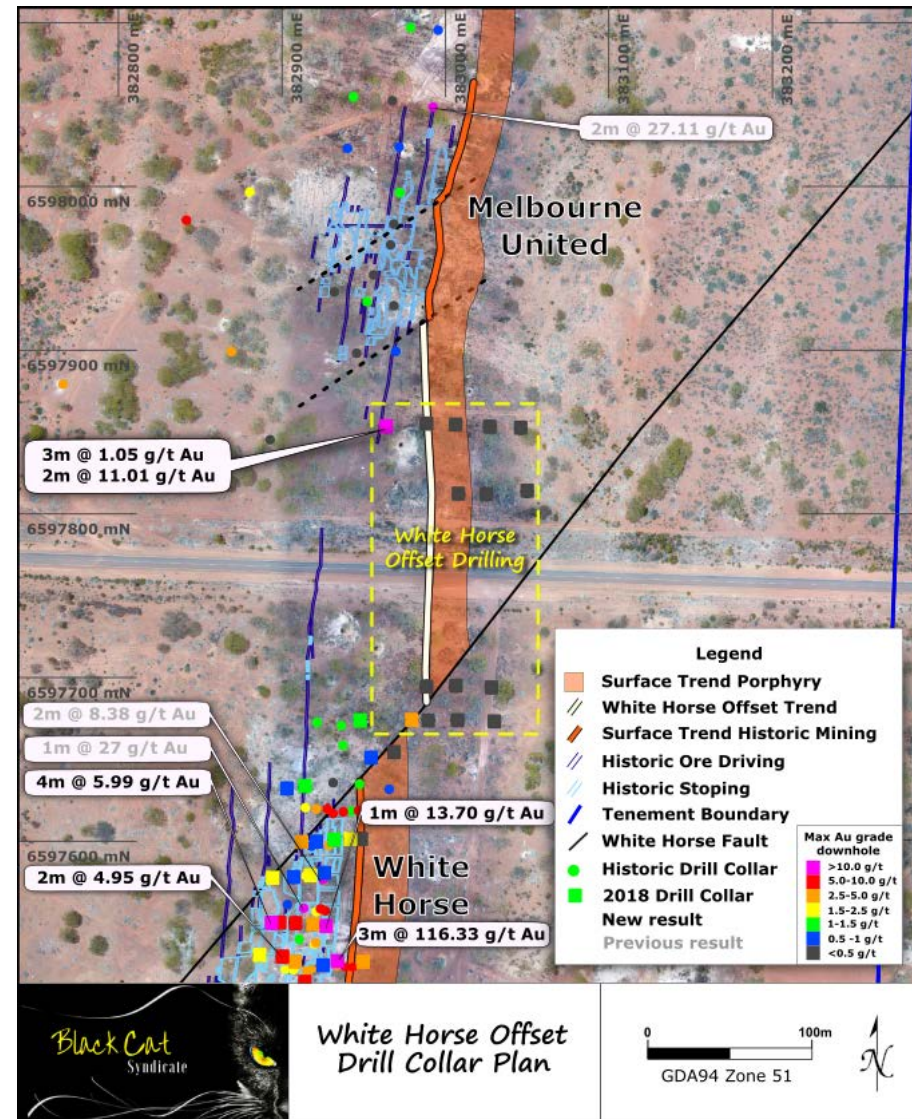 382800 mE
382900 mE
383000 mE
383100 mE
383200 mE
2m @ 27.11 g/t Au
6598000 mN
Melbourne
United
6597900 mN
3m @ 1.05 g/t Au
2m @ 11.01 g/t Au
6597800 mN
White Horse
Offset Drilling
6597700 mN
2m @ 8.38 g/t Au
1m @ 27 g/t Au
4m @ 5.99 g/t Au
1m @ 13.70 g/t Au
6597600 mN
2m @ 4.95 g/t Au
White
Horse
3m @ 116.33 g/t Au
Legend
Surface Trend Porphyry
White Horse Offset Trend
Surface Trend Historic Mining
Historic Ore Driving
Historic Stoping
Tenement Boundary
White Horse Fault
Historic Drill Collar
2018 Drill Collar
New result
Previous result
Max Au grade
downhole
>10.0 g/t
5.0-10.0 g/t
2.5-5.0 g/t
1.5-2.5 g/t
1-1.5 g/t
0.5 -1 g/t
<0.5 g/t
Black Cat
Syndicate
White Horse Offset
Drill Collar Plan
0 100m
GDA94 Zone 51
N